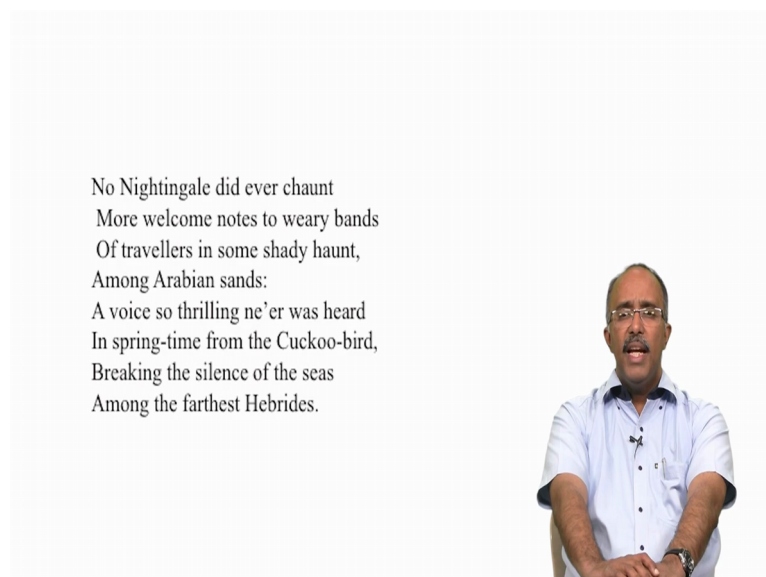 No Nightingale did ever chaunt
More welcome notes to weary bands
Of travellers in some shady haunt,
Among Arabian sands:
A voice so thrilling ne’er was heard
In spring-time from the Cuckoo-bird,
Breaking the silence of the seas
Among the farthest Hebrides.